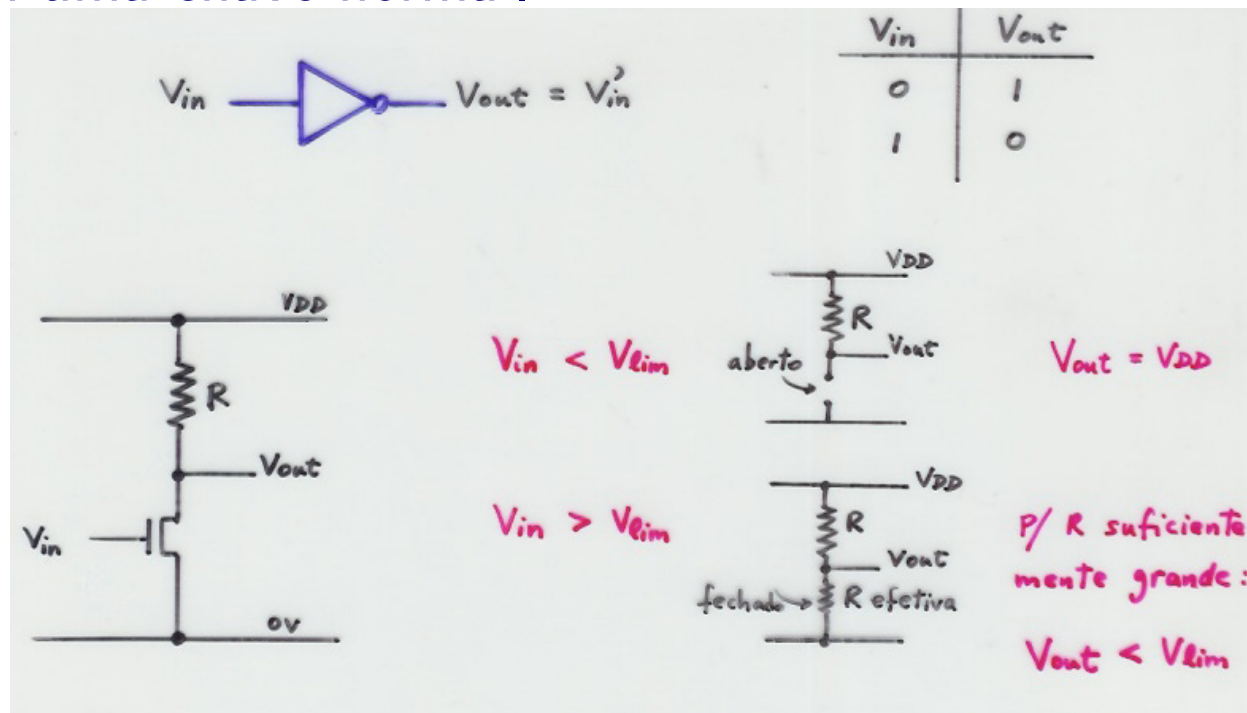 Vin Vout = Vin'
Vin Vout
0 1
1 0
VDD
R
Vout
Vin
0V
Vin < Vlim
VDD
R
Vout
aberto
Vout = VDD
Vin > Vlim
VDD
R
Vout
fechado R efetiva
P/ R suficiente
mente grande:
Vout < Vlim